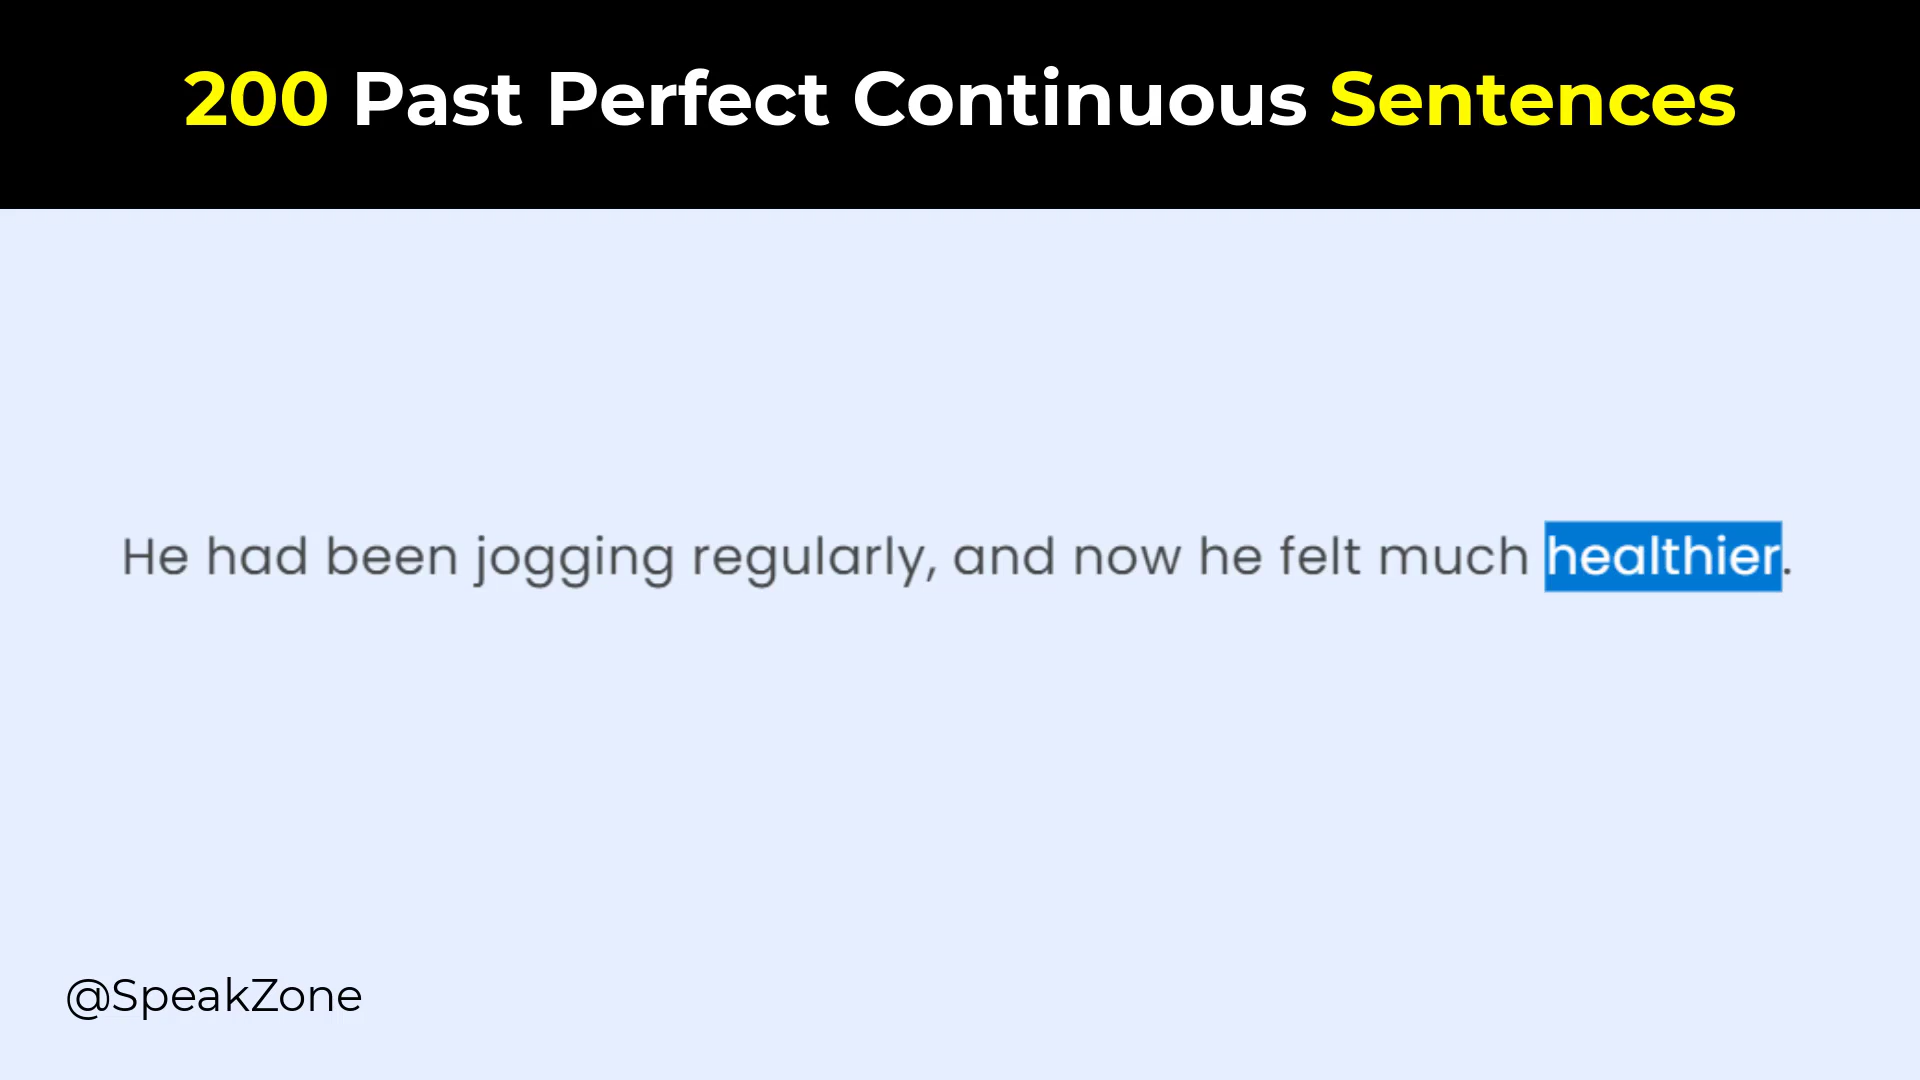 200 Past Perfect Continuous Sentences
He had been jogging regularly, and now he felt much healthier.
@SpeakZone